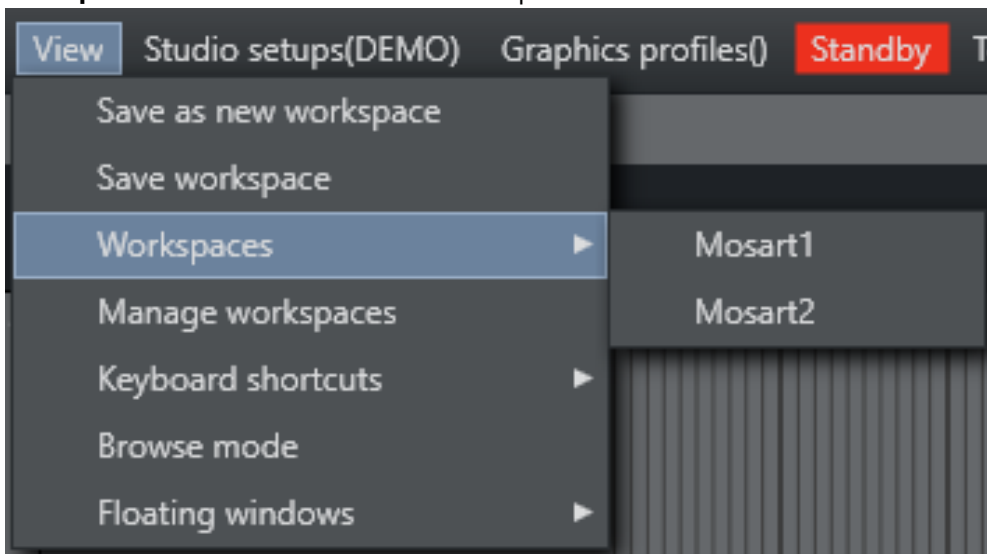 View Studio setups(DEMO) Graphics profiles() Standby T
Save as new workspace
Save workspace
Workspaces
Mosart1
Manage workspaces
Mosart2
Keyboard shortcuts
Browse mode
Floating windows